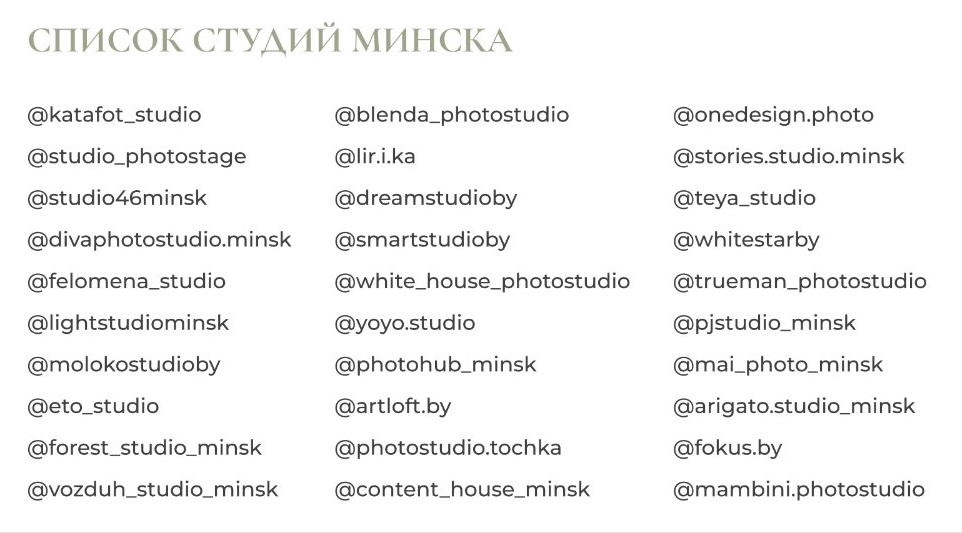 СПИСОК СТУДИЙ МИНСКА
@katafot_studio
@studio_photostage
@studio46minsk
@divaphotostudio.minsk
@felomena_studio
@lightstudiominsk
@molokostudioby
@eto_studio
@forest_studio_minsk
@vozduh_studio_minsk
@blenda_photostudio
@lir.i.ka
@dreamstudioby
@smartstudioby
@white_house_photostudio
@yoyo.studio
@photohub_minsk
@artloft.by
@photostudio.tochka
@content_house_minsk
@onedesign.photo
@stories.studio.minsk
@teya_studio
@whitestarby
@trueman_photostudio
@pjstudio_minsk
@mai_photo_minsk
@arigato.studio_minsk
@fokus.by
@mambini.photostudio